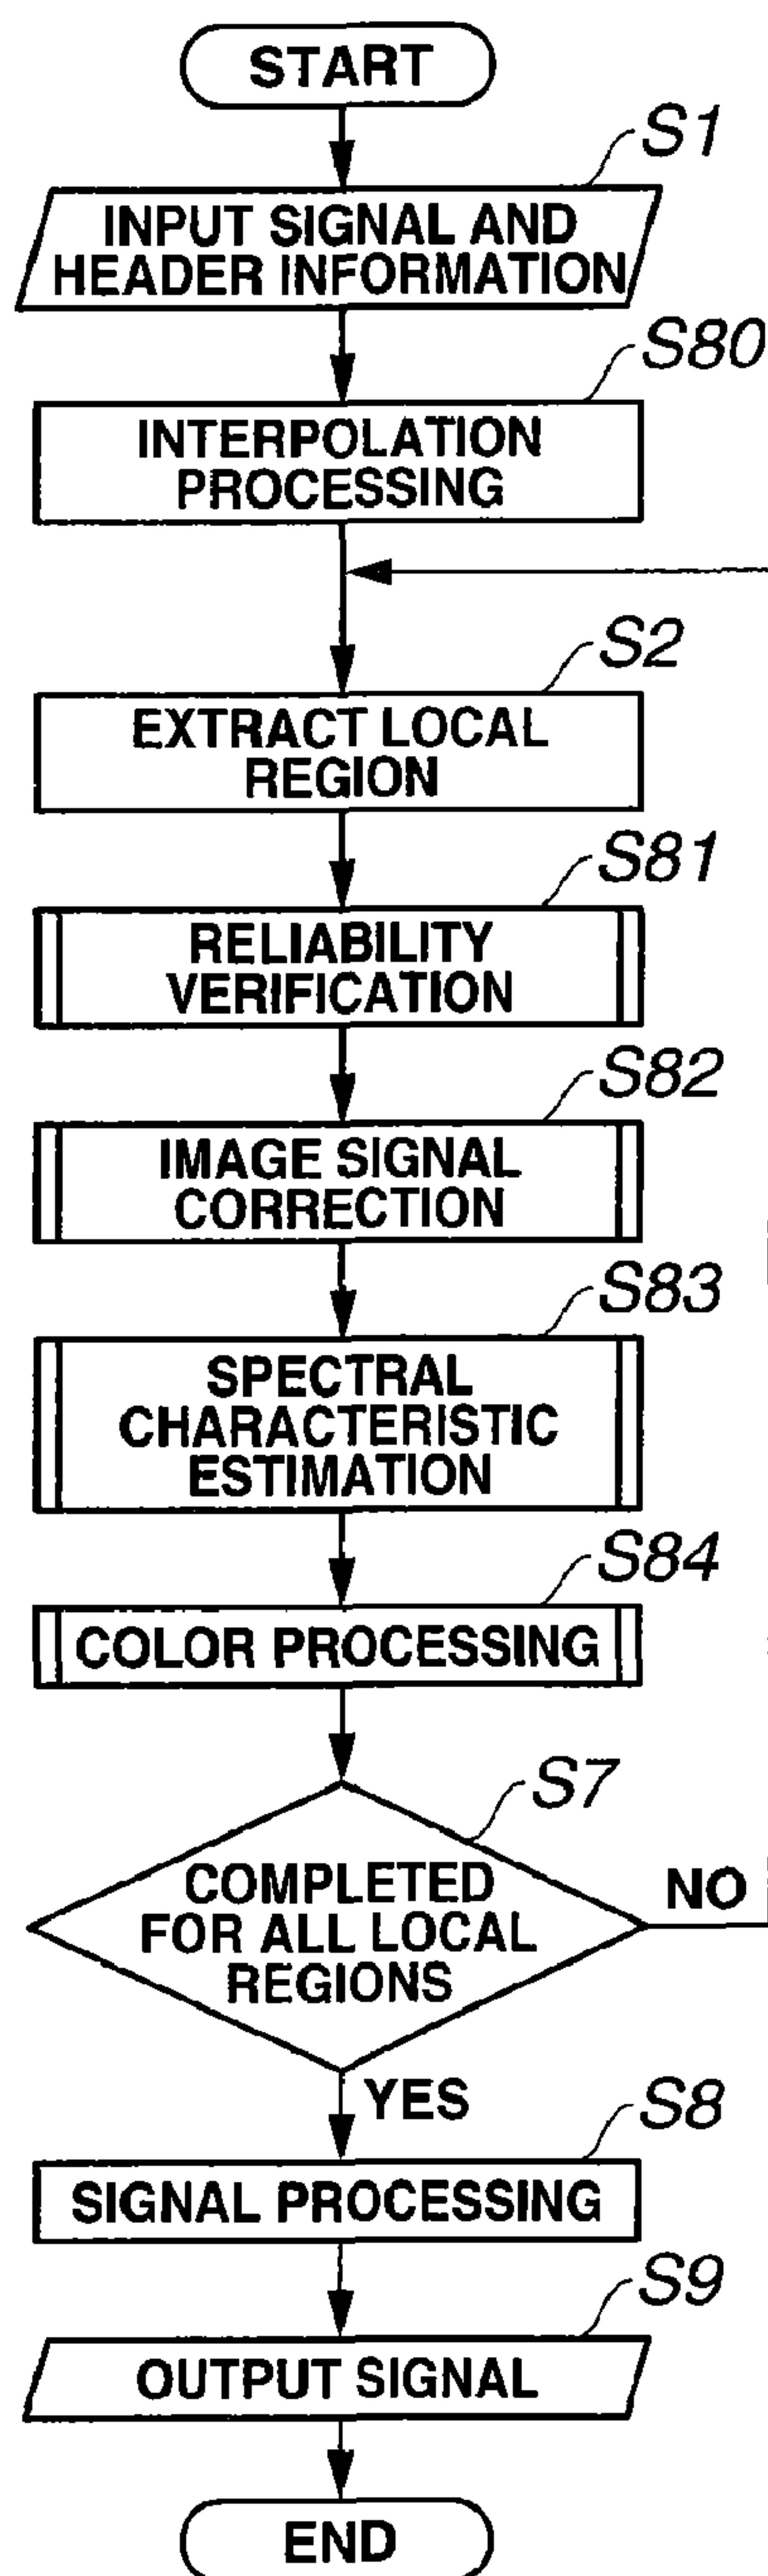 START
S1
INPUT SIGNAL AND
HEADER INFORMATION
S80
INTERPOLATION
PROCESSING
S2
EXTRACT LOCAL
REGION
S81
RELIABILITY
VERIFICATION
S82
IMAGE SIGNAL
CORRECTION
S83
SPECTRAL
CHARACTERISTIC
ESTIMATION
S84
COLOR PROCESSING
S7
COMPLETED
FOR ALL LOCAL
REGIONS
NO
YES
S8
SIGNAL PROCESSING
S9
OUTPUT SIGNAL
END